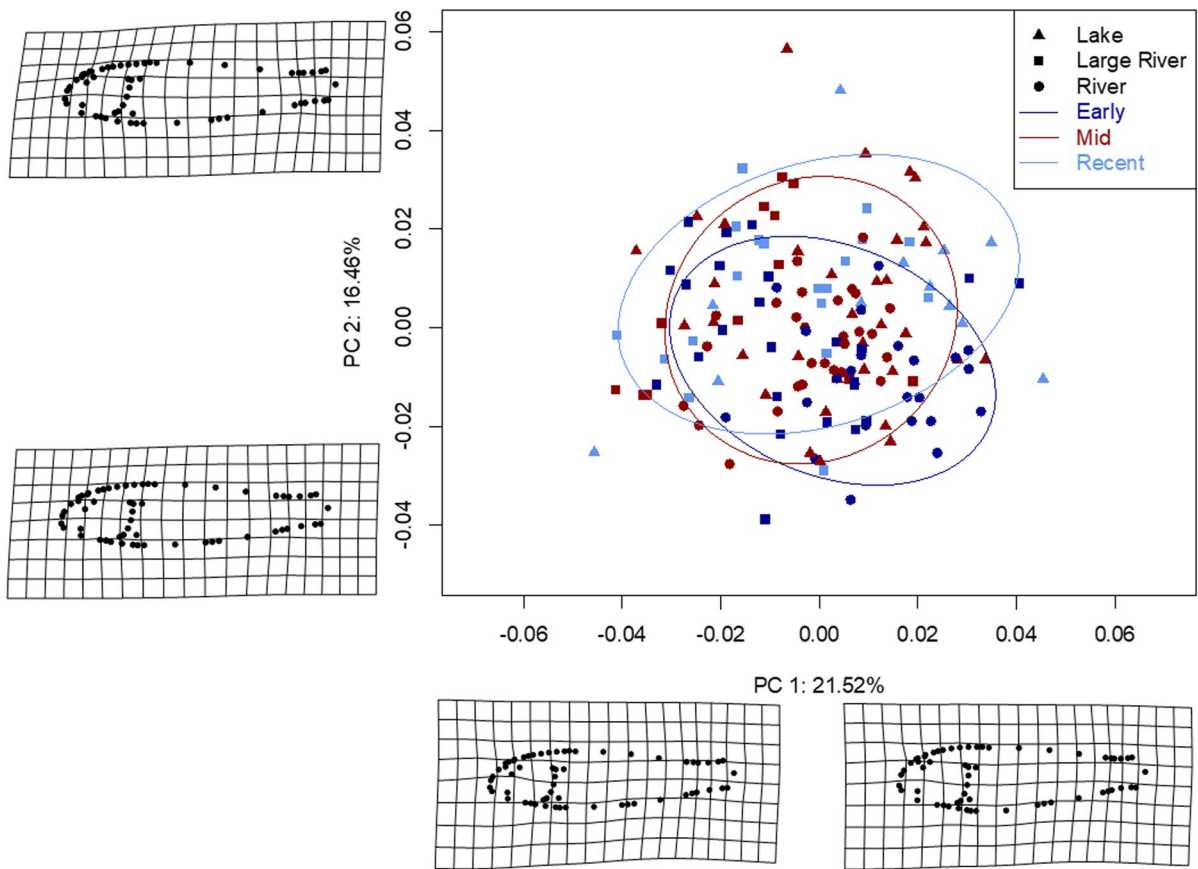 0.06
0.04
0.02
0.00
-0.02
-0.04
PC 2: 16.46%
Lake
Large River
River
Early
Mid
Recent
-0.06 -0.04 -0.02 0.00 0.02 0.04 0.06
PC 1: 21.52%